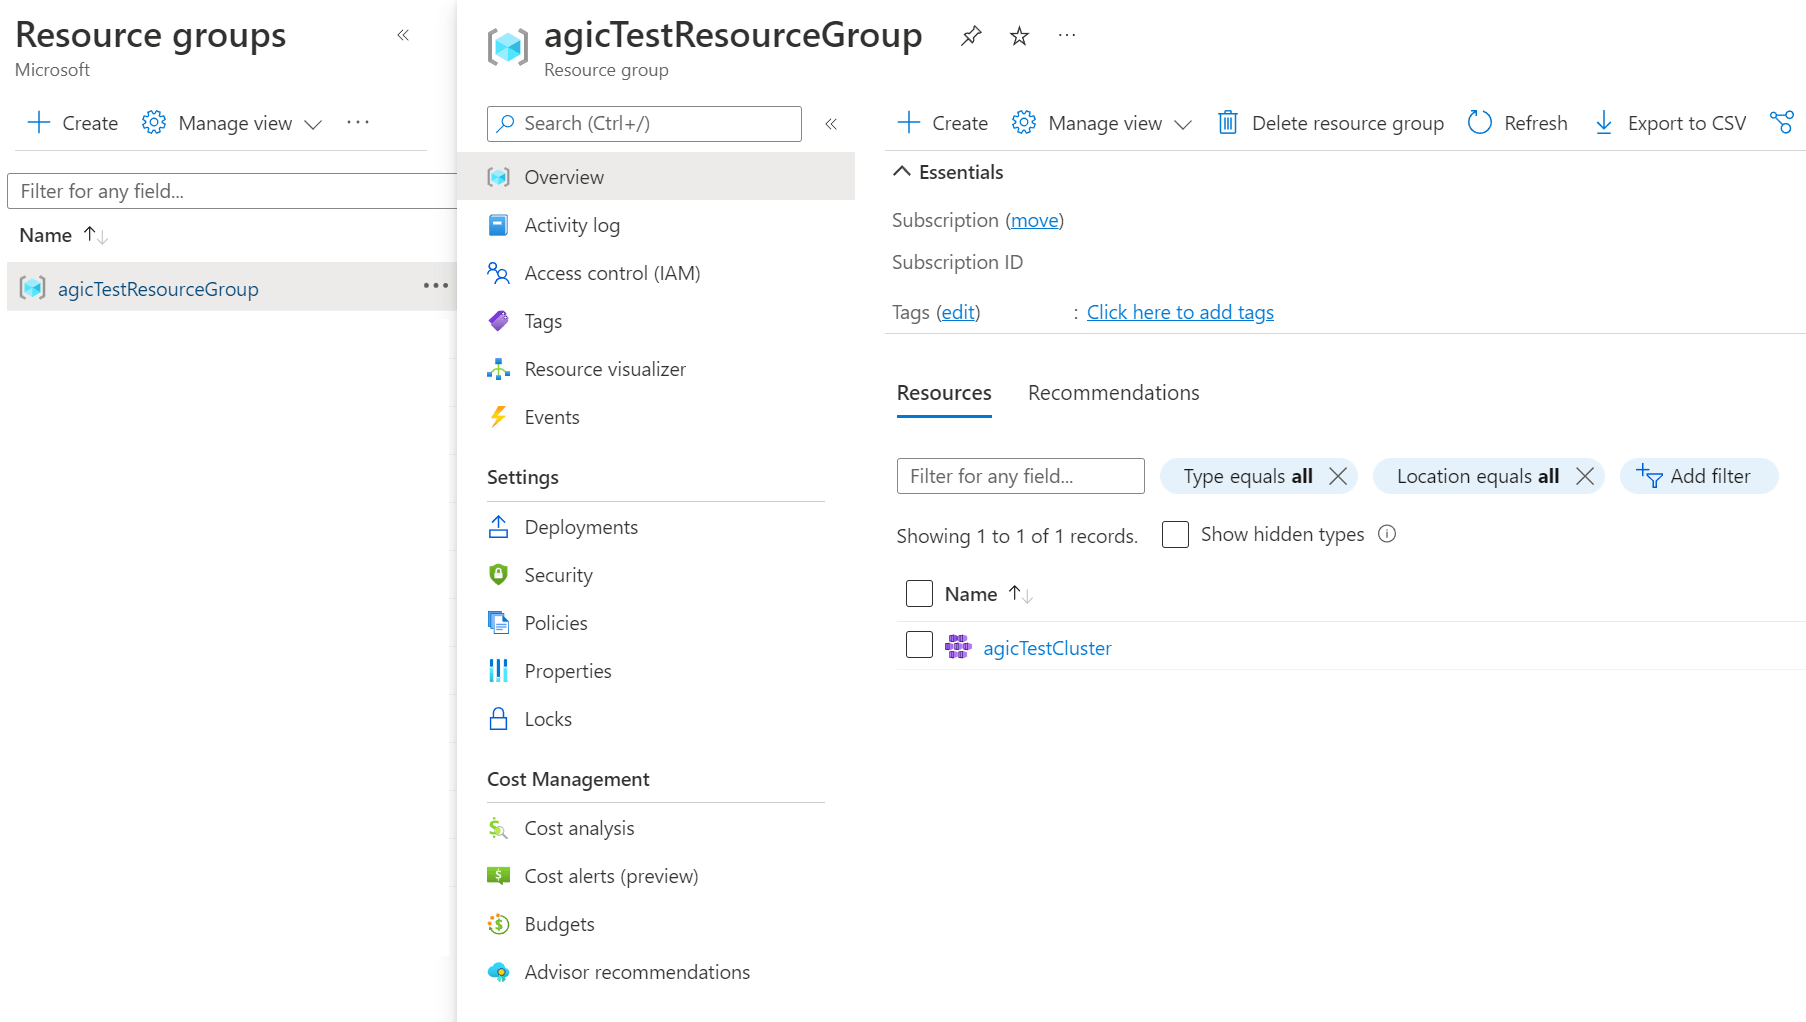 Resource groups
Microsoft
Create
Manage view
Filter for any field...
Name
agicTestResourceGroup
agicTestResourceGroup
Resource group
Search (Ctrl+/)
Overview
Activity log
Access control (IAM)
Tags
Resource visualizer
Events
Settings
Deployments
Security
Policies
Properties
Locks
Cost Management
Cost analysis
Cost alerts (preview)
Budgets
Advisor recommendations
Create
Manage view
Delete resource group
Refresh
Export to CSV
Essentials
Subscription (move)
Subscription ID
Tags (edit) : Click here to add tags
Resources Recommendations
Filter for any field... Type equals all Location equals all Add filter
Showing 1 to 1 of 1 records. Show hidden types
Name
agicTestCluster